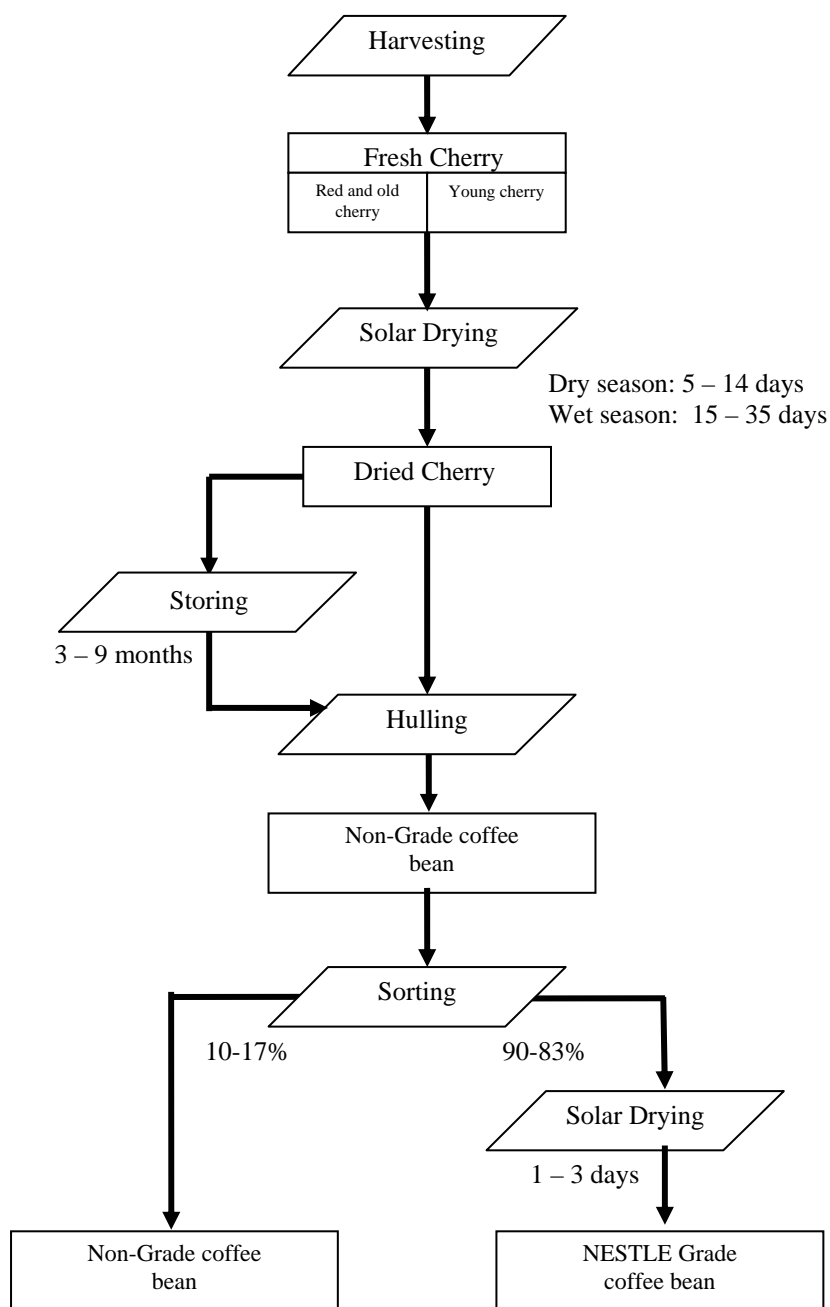 Harvesting
Fresh Cherry
Red and old
cherry
Young cherry
Solar Drying
Dry season: 5 – 14 days
Wet season: 15 – 35 days
Dried Cherry
Storing
3 – 9 months
Hulling
Non-Grade coffee
bean
Sorting
10-17%
90-83%
Solar Drying
1 – 3 days
Non-Grade coffee
bean
NESTLE Grade
coffee bean